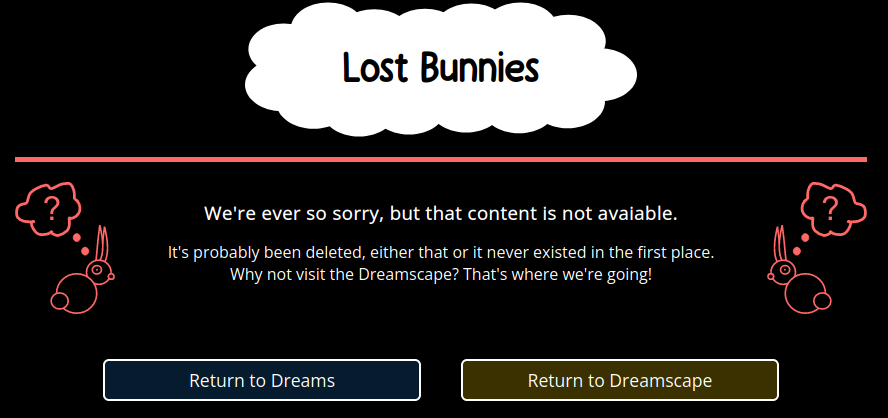 Lost Bunnies
?
?
We're ever so sorry, but that content is not avaiable.
It's probably been deleted, either that or it never existed in the first place.
Why not visit the Dreamscape? That's where we're going!
Return to Dreams
Return to Dreamscape